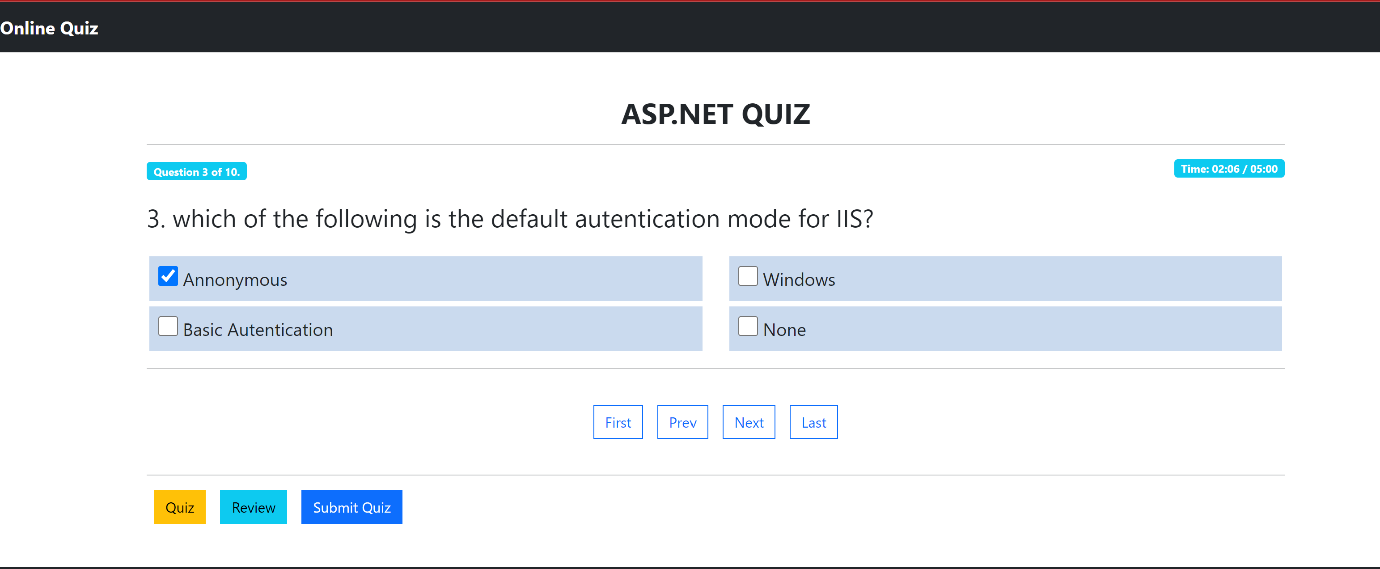 Online Quiz
ASP.NET QUIZ
Question 3 of 10.
Time: 02:06 / 05:00
3. which of the following is the default autentication mode for IIS?
Annonymous
Windows
Basic Autentication
None
First
Prev
Next
Last
Quiz
Review
Submit Quiz